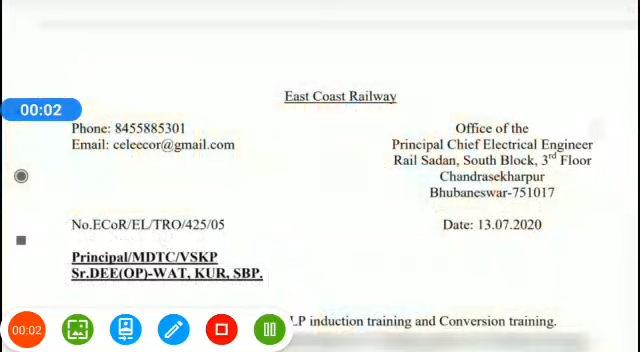 East Coast Railway
00:02
Phone: 8455885301
Email: celeecor@gmail.com
Office of the
Principal Chief Electrical Engineer
Rail Sadan, South Block, 3rd Floor
Chandrasekharpur
Bhubaneswar-751017
No.ECoR/EL/TRO/425/05
Date: 13.07.2020
Principal/MDTC/VSKP
Sr.DEE(OP)-WAT, KUR, SBP.
00:02
LP induction training and Conversion training.